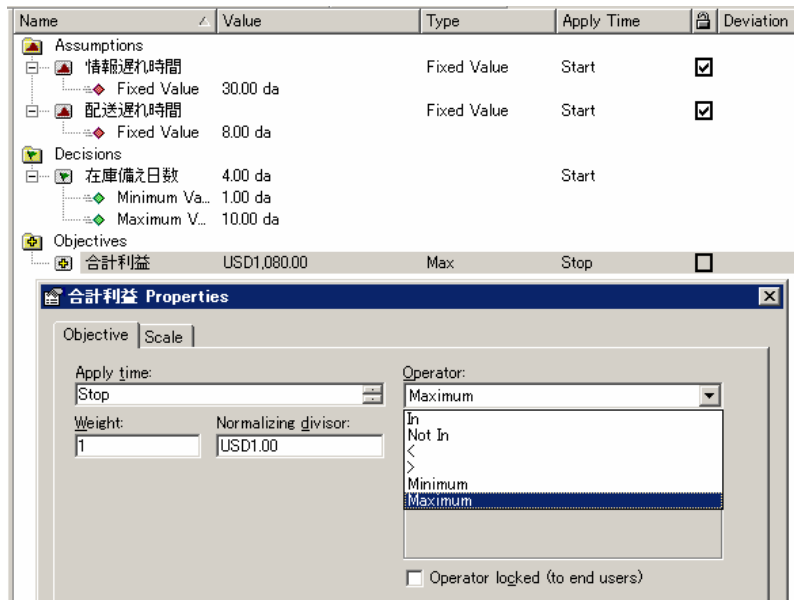 Name Value Type Apply Time Deviation
Assumptions
情報遅れ時間 Fixed Value Start
Fixed Value 30.00 da
配送遅れ時間 Fixed Value Start
Fixed Value 8.00 da
Decisions
在庫備え日数 4.00 da Start
Minimum Va... 1.00 da
Maximum V... 10.00 da
Objectives
合計利益 USD1,080.00 Max Stop
合計利益 Properties
Objective Scale
Apply time: Operator:
Stop Maximum
Weight: Normalizing divisor:
1 USD1.00
In
Not In
<
>
Minimum
Maximum
Operator locked (to end users)